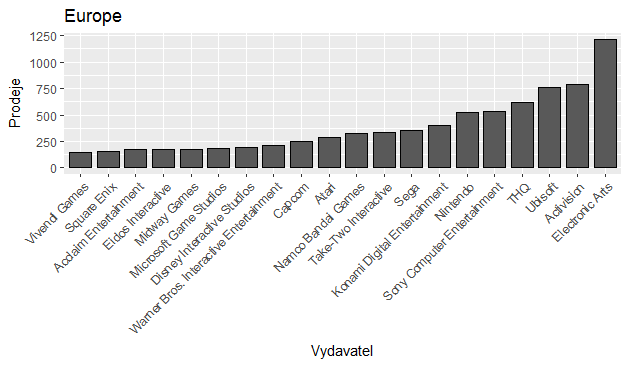 Europe
Prodeje
1250
1000
750
500
250
0
Vivendi Games
Square Enix
Acclaim Entertainment
Eidos Interactive
Midway Games
Microsoft Game Studios
Disney Interactive Studios
Warner Bros. Interactive Entertainment
Capcom
Atari
Namco Bandai Games
Take-Two Interactive
Sega
Konami Digital Entertainment
Nintendo
Sony Computer Entertainment
THQ
Ubisoft
Activision
Electronic Arts
Vydavatel